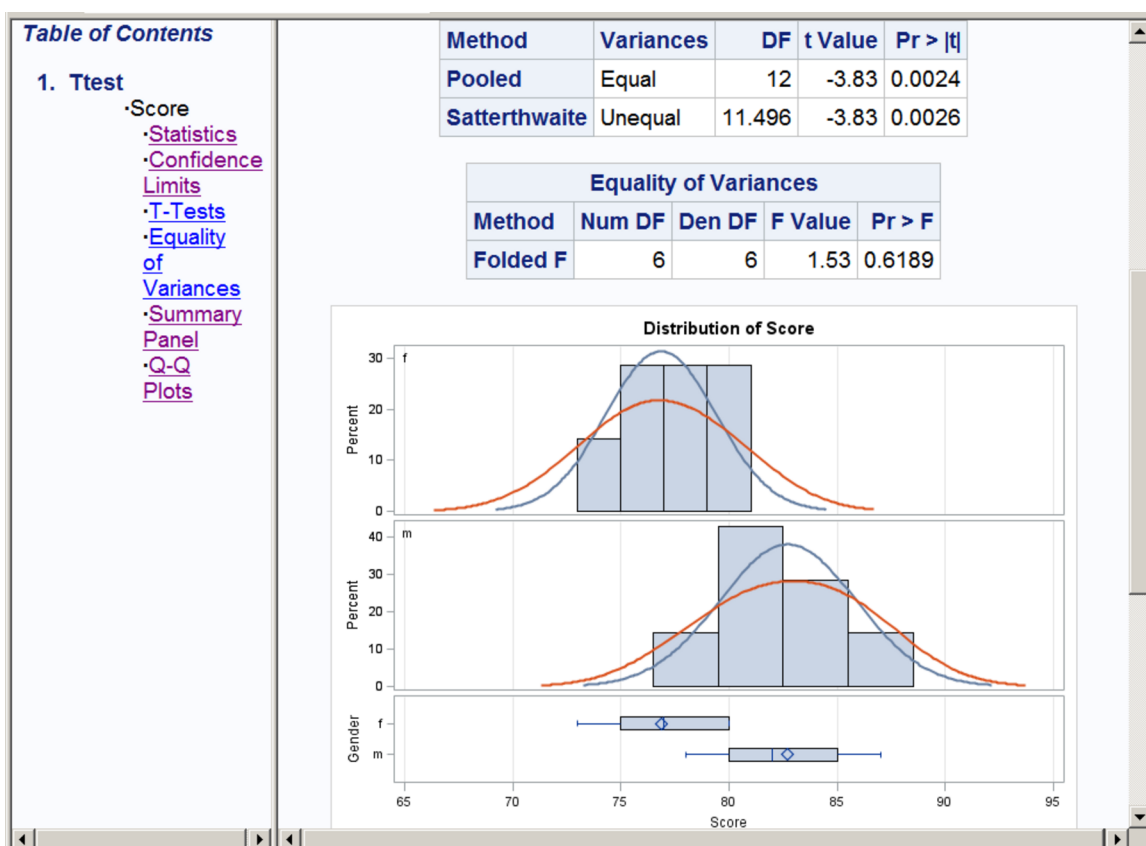 Table of Contents
1. Ttest
·Score
·Statistics
·Confidence
Limits
·T-Tests
·Equality
of
Variances
·Summary
Panel
·Q-Q
Plots
Method Variances DF t Value Pr > |t|
Pooled Equal 12 -3.83 0.0024
Satterthwaite Unequal 11.496 -3.83 0.0026
Equality of Variances
Method Num DF Den DF F Value Pr > F
Folded F 6 6 1.53 0.6189
Distribution of Score
f
30
20
10
0
Percent
m
40
30
20
10
0
Percent
Gender
f
m
65 70 75 80 85 90 95
Score